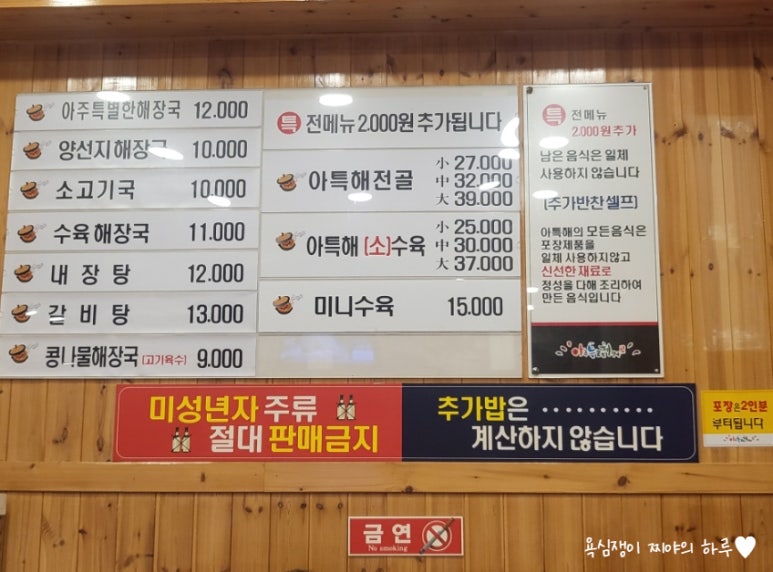 아주특별한해장국 12.000
양선지해장국 10.000
소고기국 10.000
수육해장국 11.000
내장탕 12.000
갈비탕 13.000
콩나물해장국 (고기육수) 9.000
특 전메뉴 2.000원 추가됩니다
아특해전골 小 27.000
中 32.000
大 39.000
아특해 (소)수육 小 25.000
中 30.000
大 37.000
미니수육 15.000
특 전메뉴
2.000원 추가
남은 음식은 일체
사용하지 않습니다
[추가반찬 셀프]
아특해의 모든음식은
포장제품을
일체 사용하지않고
신선한 재료로
정성을 다해 조리하여
만든 음식입니다
미성년자 주류
절대 판매금지
추가밥은 ··········
계산하지 않습니다
포장은2인분
부터됩니다
금연
No smoking
욕심쟁이 찌야의 하루♥